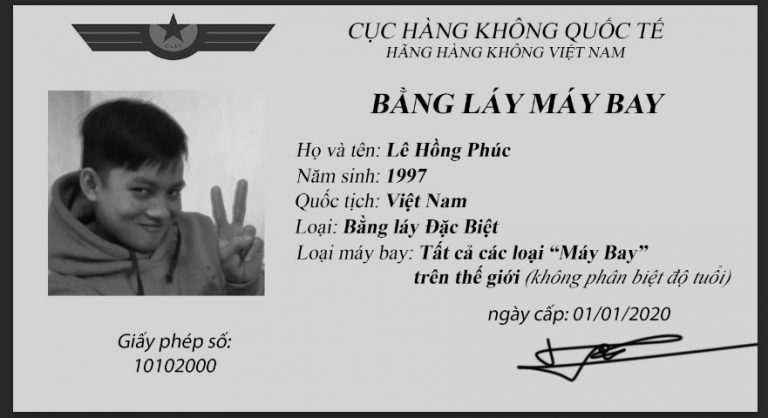 CỤC HÀNG KHÔNG QUỐC TẾ
HÃNG HÀNG KHÔNG VIỆT NAM
BẰNG LÁY MÁY BAY
Họ và tên: Lê Hồng Phúc
Năm sinh: 1997
Quốc tịch: Việt Nam
Loại: Bằng láy Đặc Biệt
Loại máy bay: Tất cả các loại “Máy Bay”
trên thế giới (không phân biệt độ tuổi)
ngày cấp: 01/01/2020
Giấy phép số:
10102000